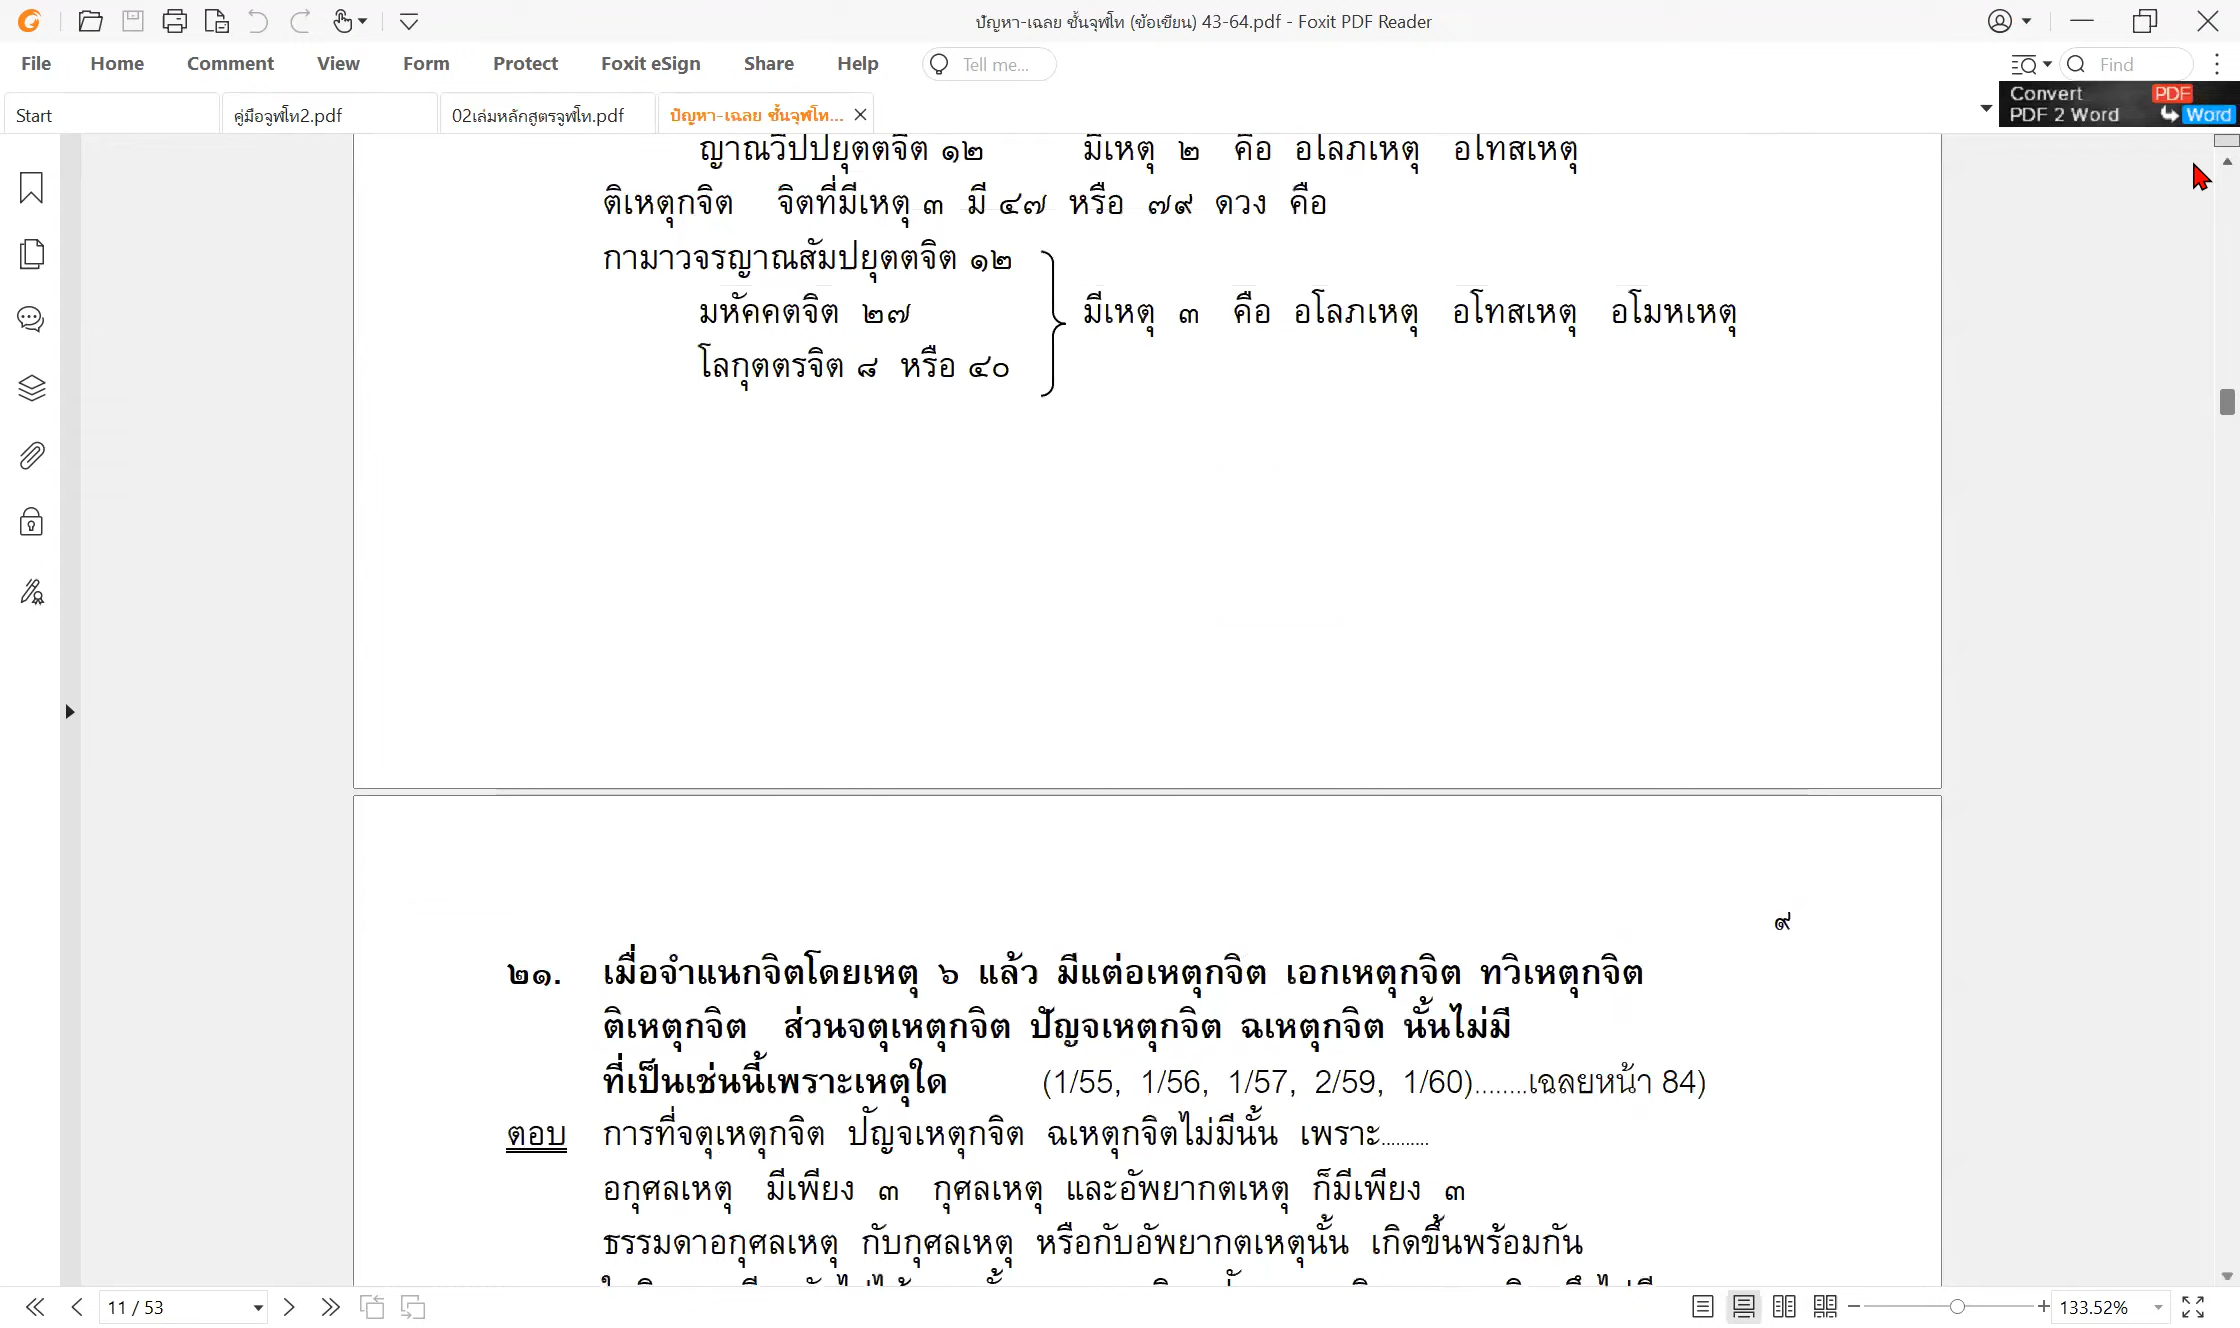 ปัญหา-เฉลย ชั้นจุฬโท (ข้อเขียน) 43-64.pdf - Foxit PDF Reader
File Home Comment View Form Protect Foxit eSign Share Help Tell me... Find
Convert PDF
PDF 2 Word Word
Start คู่มือจูฬโท2.pdf 02เล่มหลักสูตรจูฬโท.pdf ปัญหา-เฉลย ชั้นจุฬโท...
ญาณวิปปยุตตจิต ๑๒ มีเหตุ ๒ คือ อโลภเหตุ อโทสเหตุ
ติเหตุกจิต จิตที่มีเหตุ ๓ มี ๔๗ หรือ ๗๙ ดวง คือ
กามาวจรญาณสัมปยุตตจิต ๑๒
มหัคคตจิต ๒๗ มีเหตุ ๓ คือ อโลภเหตุ อโทสเหตุ อโมหเหตุ
โลกุตตรจิต ๘ หรือ ๔๐
๙
๒๑. เมื่อจำแนกจิตโดยเหตุ ๖ แล้ว มีแต่อเหตุกจิต เอกเหตุกจิต ทวิเหตุกจิต
ติเหตุกจิต ส่วนจตุเหตุกจิต ปัญจเหตุกจิต ฉเหตุกจิต นั้นไม่มี
ที่เป็นเช่นนี้เพราะเหตุใด (1/55, 1/56, 1/57, 2/59, 1/60)........เฉลยหน้า 84)
ตอบ การที่จตุเหตุกจิต ปัญจเหตุกจิต ฉเหตุกจิตไม่มีนั้น เพราะ..........
อกุศลเหตุ มีเพียง ๓ กุศลเหตุ และอัพยากตเหตุ ก็มีเพียง ๓
ธรรมดาอกุศลเหตุ กับกุศลเหตุ หรือกับอัพยากตเหตุนั้น เกิดขึ้นพร้อมกัน
11 / 53 133.52%